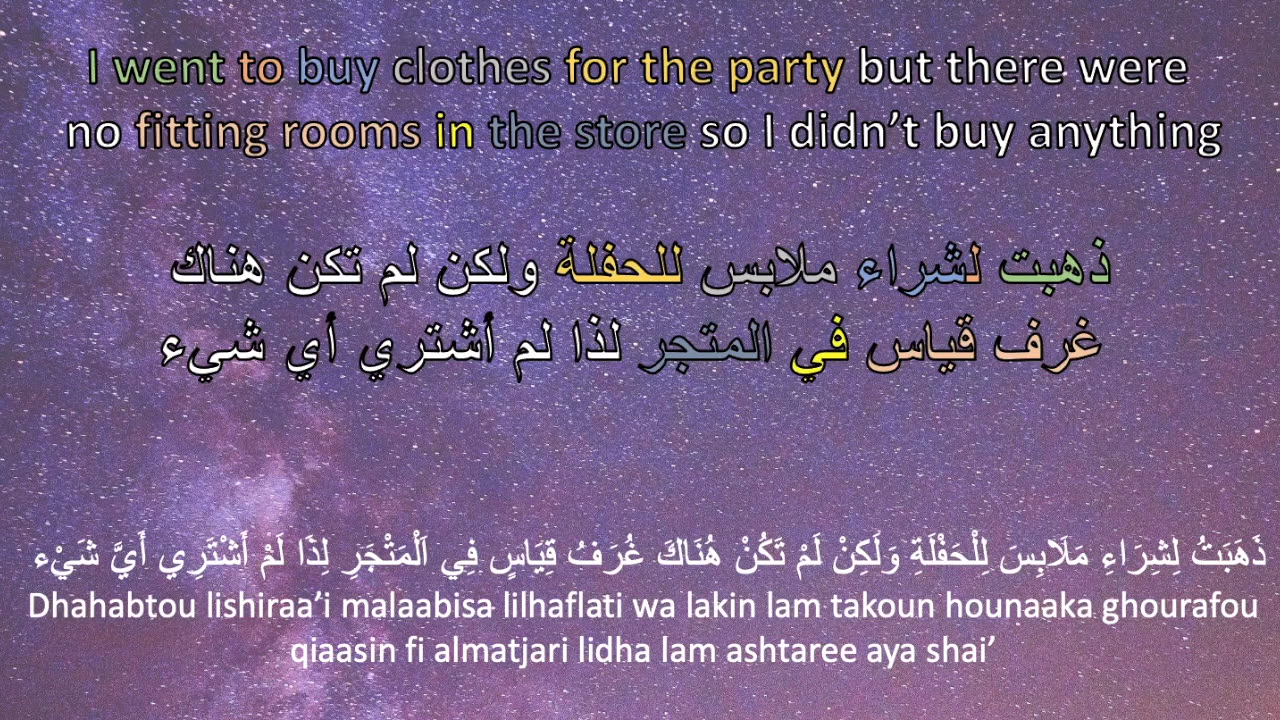 I went to buy clothes for the party but there were
no fitting rooms in the store so I didn’t buy anything
ذهبت لشراء ملابس للحفلة ولكن لم تكن هناك
غرف قياس في المتجر لذا لم أشتري أي شيء
ذَهَبَتُ لِشِرَاءِ مَلَابِسَ لِلْحَفْلَةِ وَلَكِنْ لَمْ تَكُنْ هُنَاكَ غُرَفُ قِيَاسٍ فِي اَلْمَتْجَرِ لِذَا لَمْ أَشْتَرِي أَيَّ شَيْء
Dhahabtou lishiraa’i malaabisa lilhaflati wa lakin lam takoun hounaaka ghourafou
qiaasin fi almatjari lidha lam ashtaree aya shai’